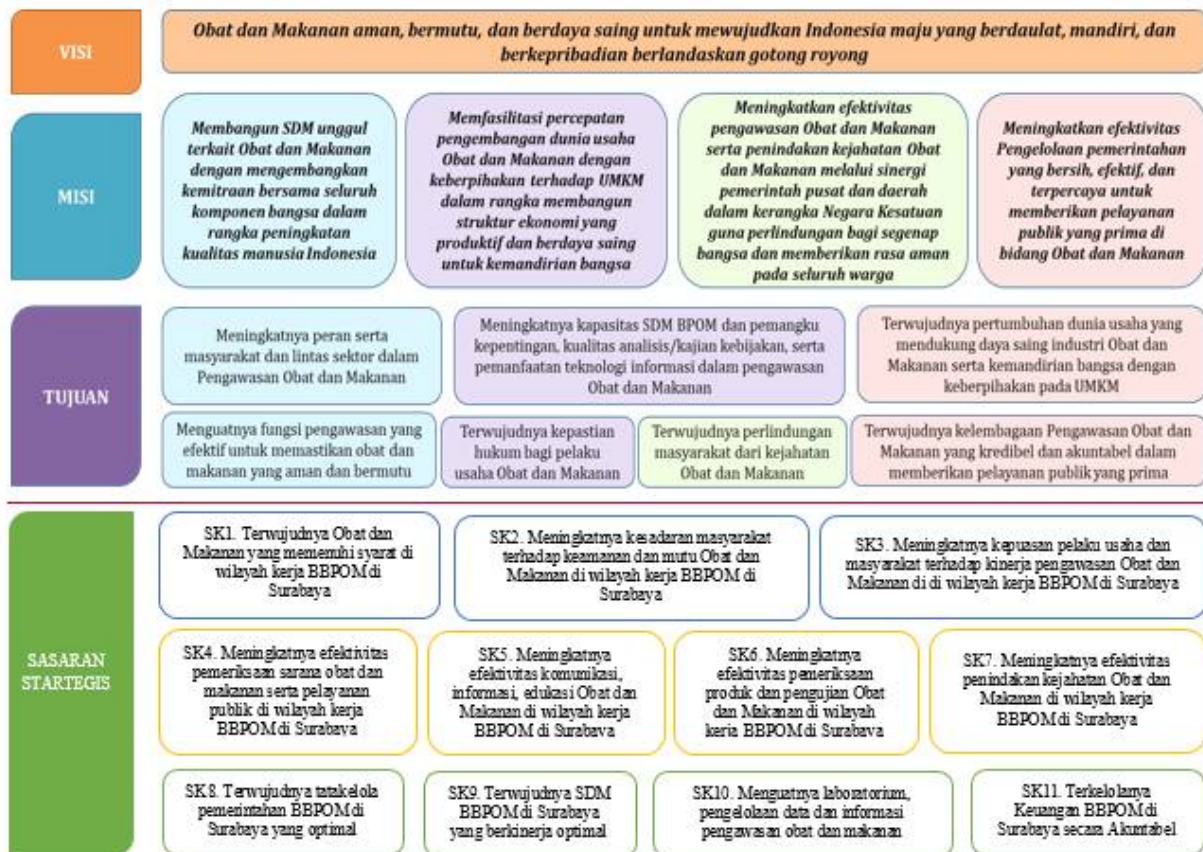 VISI
Obat dan Makanan aman, bermutu, dan berdaya saing untuk mewujudkan Indonesia maju yang berdaulat, mandiri, dan
berkepribadian berlandaskan gotong royong
MISI
Membangun SDM unggul
terkait Obat dan Makanan
dengan mengembangkan
kemitraan bersama seluruh
komponen bangsa dalam
rangka peningkatan
kualitas manusia Indonesia
Memfasilitasi percepatan
pengembangan dunia usaha
Obat dan Makanan dengan
keberpihakan terhadap UMKM
dalam rangka membangun
struktur ekonomi yang
produktif dan berdaya saing
untuk kemandirian bangsa
Meningkatkan efektivitas
pengawasan Obat dan Makanan
serta penindakan kejahatan Obat
dan Makanan melalui sinergi
pemerintah pusat dan daerah
dalam kerangka Negara Kesatuan
guna perlindungan bagi segenap
bangsa dan memberikan rasa aman
pada seluruh warga
Meningkatkan efektivitas
Pengelolaan pemerintahan
yang bersih, efektif, dan
terpercaya untuk
memberikan pelayanan
publik yang prima di
bidang Obat dan Makanan
TUJUAN
Meningkatnya peran serta
masyarakat dan lintas sektor dalam
Pengawasan Obat dan Makanan
Meningkatnya kapasitas SDM BPOM dan pemangku
kepentingan, kualitas analisis/kajian kebijakan, serta
pemanfaatan teknologi informasi dalam pengawasan
Obat dan Makanan
Terwujudnya pertumbuhan dunia usaha yang
mendukung daya saing industri Obat dan
Makanan serta kemandirian bangsa dengan
keberpihakan pada UMKM
Menguatnya fungsi pengawasan yang
efektif untuk memastikan obat dan
makanan yang aman dan bermutu
Terwujudnya kepastian
hukum bagi pelaku
usaha Obat dan Makanan
Terwujudnya perlindungan
masyarakat dari kejahatan
Obat dan Makanan
Terwujudnya kelembagaan Pengawasan Obat dan
Makanan yang kredibel dan akuntabel dalam
memberikan pelayanan publik yang prima
SASARAN
STARTEGIS
SK1. Terwujudnya Obat dan
Makanan yang memenuhi syarat di
wilayah kerja BBPOM di
Surabaya
SK2. Meningkatnya kesadaran masyarakat
terhadap keamanan dan mutu Obat dan
Makanan di wilayah kerja BBPOM di
Surabaya
SK3. Meningkatnya kepuasan pelaku usaha dan
masyarakat terhadap kinerja pengawasan Obat dan
Makanan di di wilayah kerja BBPOM di Surabaya
SK4. Meningkatnya efektivitas
pemeriksaan sarana obat dan
makanan serta pelayanan
publik di wilayah kerja
BBPOM di Surabaya
SK5. Meningkatnya
efektivitas komunikasi,
informasi, edukasi Obat dan
Makanan di wilayah kerja
BBPOM di Surabaya
SK6. Meningkatnya
efektivitas pemeriksaan
produk dan pengujian Obat
dan Makanan di wilayah
kerja BBPOM di Surabaya
SK7. Meningkatnya efektivitas
penindakan kejahatan Obat dan
Makanan di wilayah kerja
BBPOM di Surabaya
SK8. Terwujudnya tatakelola
pemerintahan BBPOM di
Surabaya yang optimal
SK9. Terwujudnya SDM
BBPOM di Surabaya
yang berkinerja optimal
SK10. Menguatnya laboratorium,
pengelolaan data dan informasi
pengawasan obat dan makanan
SK11. Terkelolanya
Keuangan BBPOM di
Surabaya secara Akuntabel